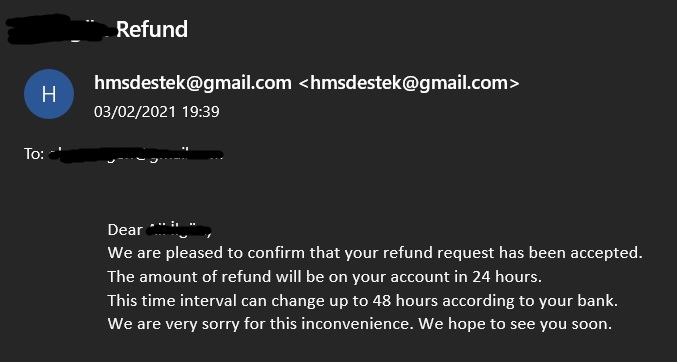 Refund
H
hmsdestek@gmail.com <hmsdestek@gmail.com>
03/02/2021 19:39
To:
Dear
We are pleased to confirm that your refund request has been accepted.
The amount of refund will be on your account in 24 hours.
This time interval can change up to 48 hours according to your bank.
We are very sorry for this inconvenience. We hope to see you soon.